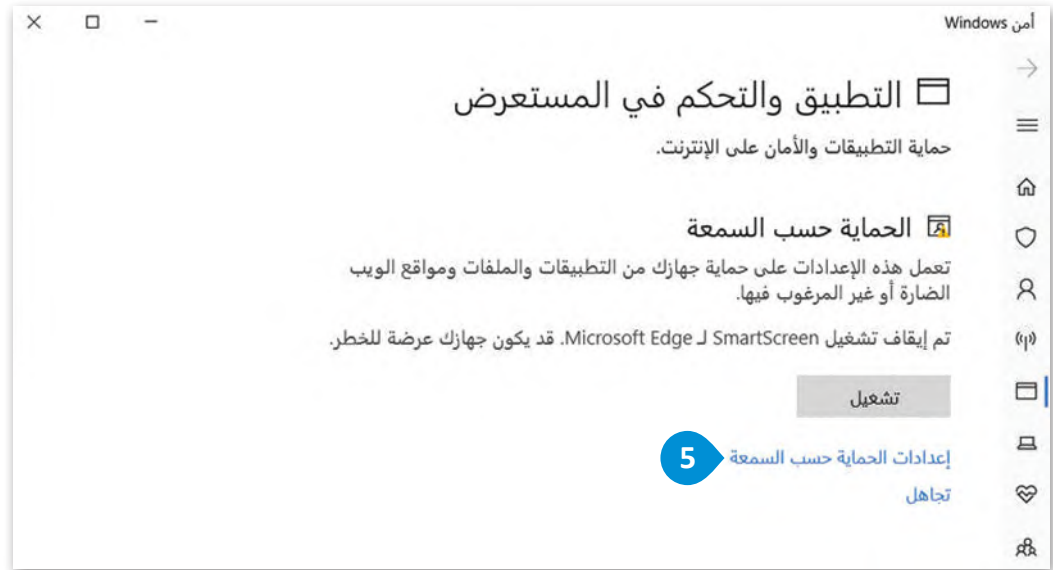 أمن Windows
التطبيق والتحكم في المستعرض
حماية التطبيقات والأمان على الإنترنت.
الحماية حسب السمعة
تعمل هذه الإعدادات على حماية جهازك من التطبيقات والملفات ومواقع الويب
الضارة أو غير المرغوب فيها.
تم إيقاف تشغيل SmartScreen لـ Microsoft Edge. قد يكون جهازك عرضة للخطر.
تشغيل
إعدادات الحماية حسب السمعة 5
تجاهل